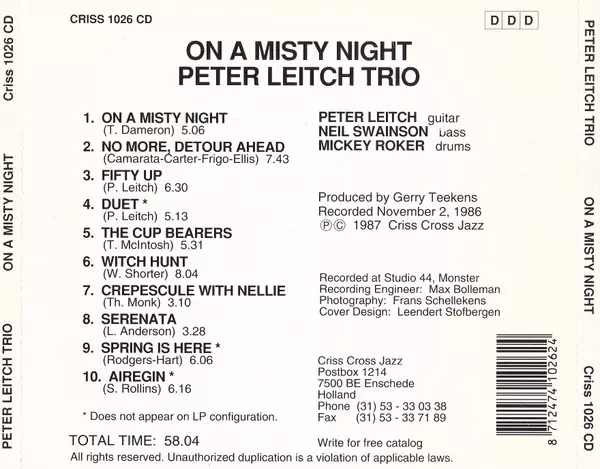 CRISS 1026 CD
D D D
ON A MISTY NIGHT
PETER LEITCH TRIO
1. ON A MISTY NIGHT
(T. Dameron) 5.06
2. NO MORE, DETOUR AHEAD
(Camarata-Carter-Frigo-Ellis) 7.43
3. FIFTY UP
(P. Leitch) 6.30
4. DUET *
(P. Leitch) 5.13
5. THE CUP BEARERS
(T. McIntosh) 5.31
6. WITCH HUNT
(W. Shorter) 8.04
7. CREPESCULE WITH NELLIE
(Th. Monk) 3.10
8. SERENATA
(L. Anderson) 3.28
9. SPRING IS HERE *
(Rodgers-Hart) 6.06
10. AIREGIN *
(S. Rollins) 6.16
* Does not appear on LP configuration.
TOTAL TIME: 58.04
PETER LEITCH guitar
NEIL SWAINSON bass
MICKEY ROKER drums
Produced by Gerry Teekens
Recorded November 2, 1986
Ⓟ© 1987 Criss Cross Jazz
Recorded at Studio 44, Monster
Recording Engineer: Max Bolleman
Photography: Frans Schellekens
Cover Design: Leendert Stofbergen
Criss Cross Jazz
Postbox 1214
7500 BE Enschede
Holland
Phone (31) 53 - 33 03 38
Fax (31) 53 - 33 71 89
Write for free catalog
All rights reserved. Unauthorized duplication is a violation of applicable laws.
8 712474 102624
PETER LEITCH TRIO ON A MISTY NIGHT Criss 1026 CD
PETER LEITCH TRIO ON A MISTY NIGHT Criss 1026 CD